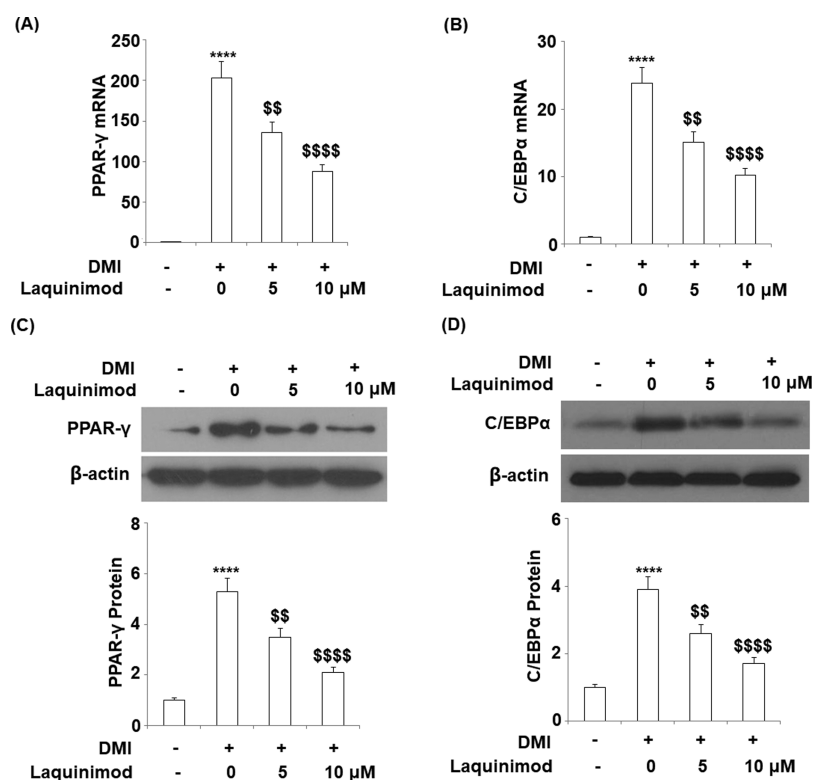 (A)
PPAR-γ mRNA
250
200
150
100
50
0
****
$$
$$$$
DMI - + + +
Laquinimod - 0 5 10 μM
(B)
C/EBPα mRNA
30
20
10
0
****
$$
$$$$
DMI - + + +
Laquinimod - 0 5 10 μM
(C)
DMI - + + +
Laquinimod - 0 5 10 μM
PPAR-γ
β-actin
PPAR-γ Protein
8
6
4
2
0
****
$$
$$$$
DMI - + + +
Laquinimod - 0 5 10 μM
(D)
DMI - + + +
Laquinimod - 0 5 10 μM
C/EBPα
β-actin
C/EBPα Protein
6
4
2
0
****
$$
$$$$
DMI - + + +
Laquinimod - 0 5 10 μM